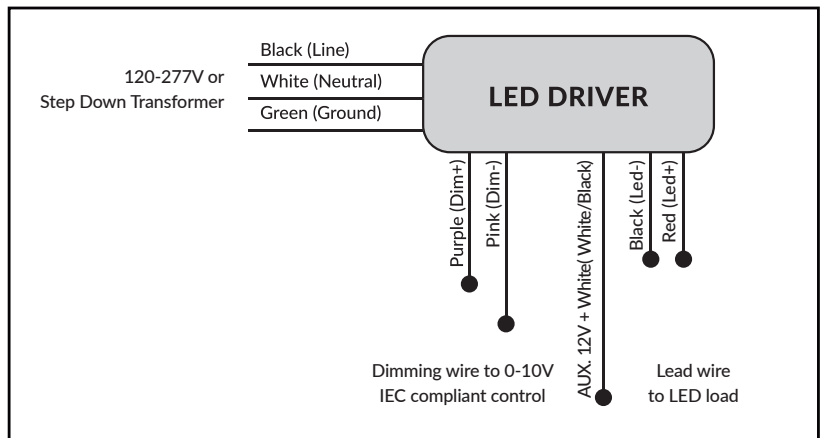 120-277V or
Step Down Transformer
Black (Line)
White (Neutral)
Green (Ground)
LED DRIVER
Purple (Dim+)
Pink (Dim-)
AUX. 12V + White( White/Black)
Black (Led-)
Red (Led+)
Dimming wire to 0-10V
IEC compliant control
Lead wire
to LED load